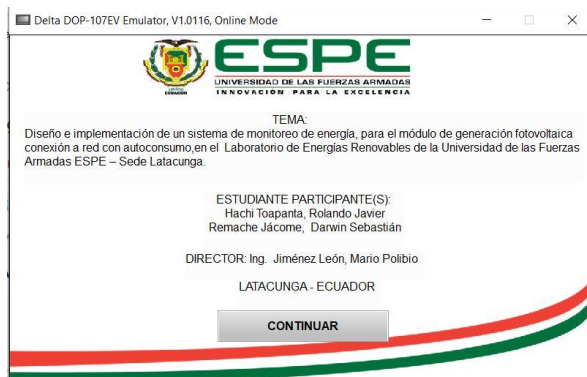 Delta DOP-107EV Emulator, V1.0116, Online Mode
ESPE
UNIVERSIDAD DE LAS FUERZAS ARMADAS
INNOVACIÓN PARA LA EXCELENCIA
ECUADOR
TEMA:
Diseño e implementación de un sistema de monitoreo de energía, para el módulo de generación fotovoltaica
conexión a red con autoconsumo,en el Laboratorio de Energías Renovables de la Universidad de las Fuerzas
Armadas ESPE – Sede Latacunga.
ESTUDIANTE PARTICIPANTE(S):
Hachi Toapanta, Rolando Javier
Remache Jácome, Darwin Sebastián
DIRECTOR: Ing. Jiménez León, Mario Polibio
LATACUNGA - ECUADOR
CONTINUAR